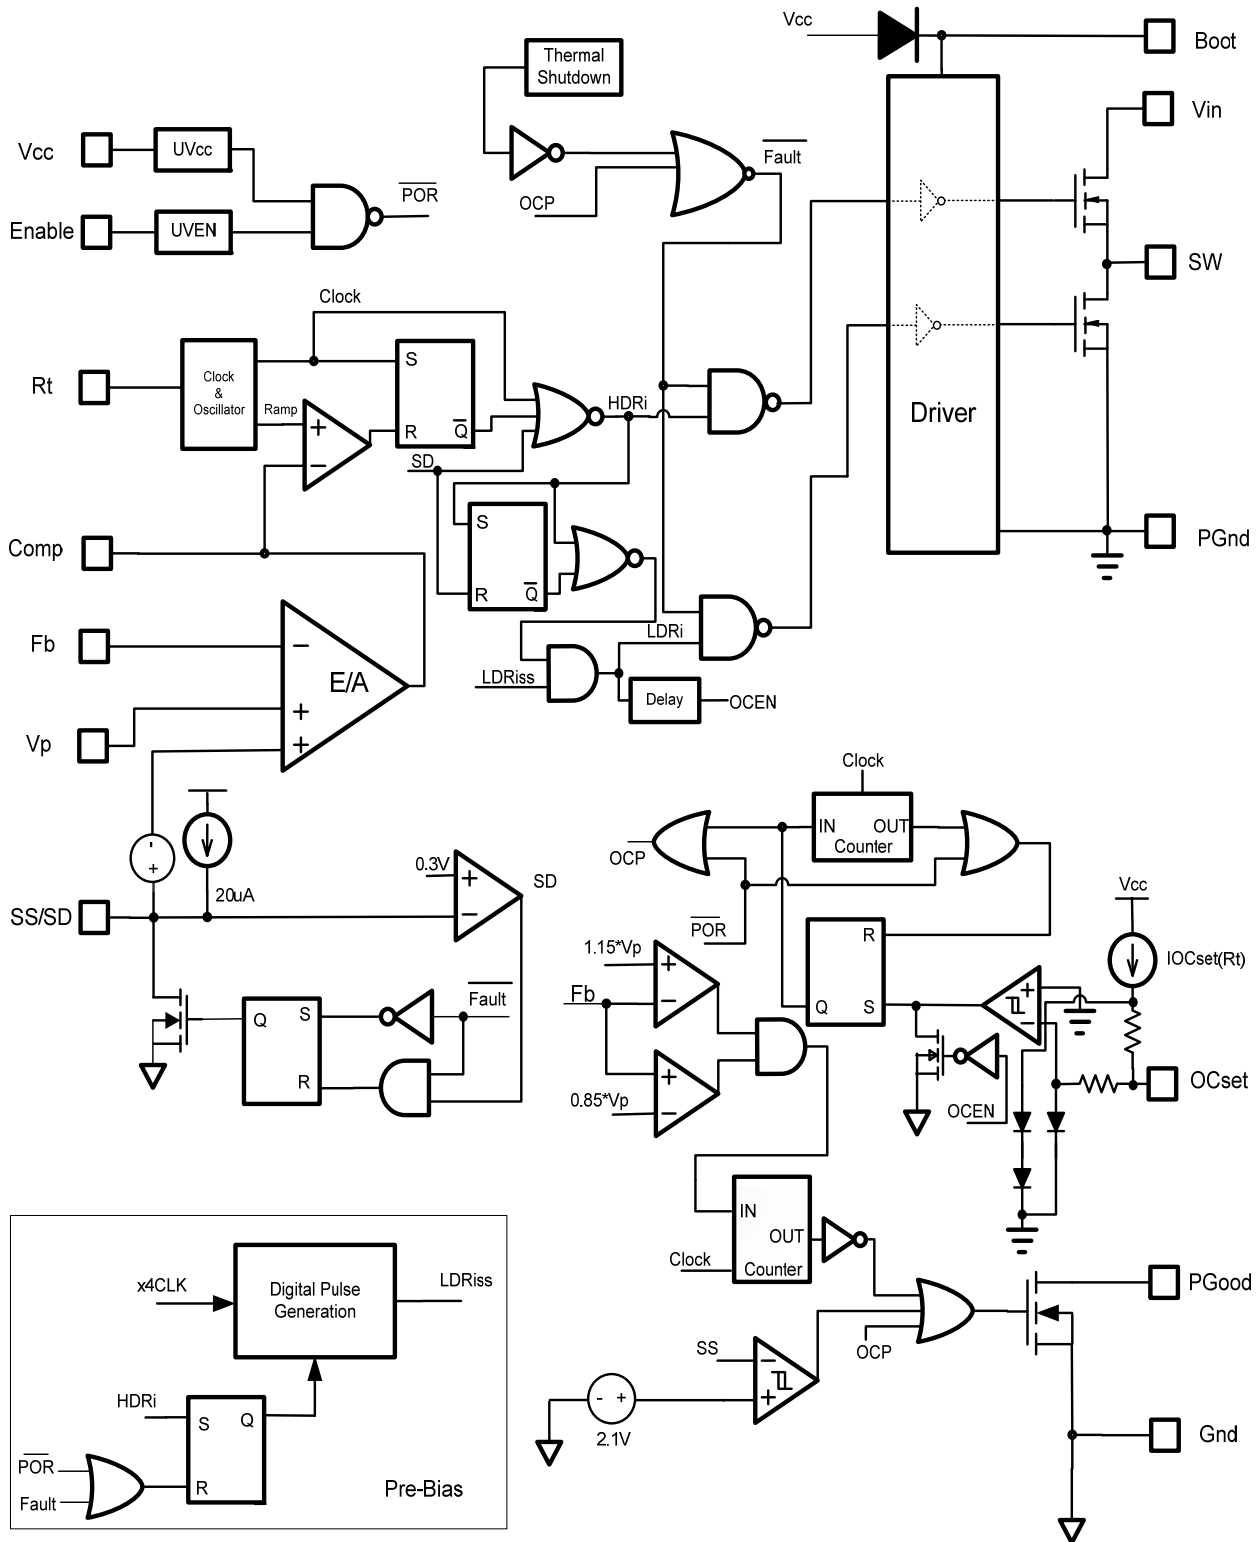 Vcc
Boot
Thermal
Shutdown
Vin
Vcc
UVcc
Fault
POR
OCP
Enable
UVEN
SW
Clock
Rt
Clock
&
Oscillator
Ramp
+
−
S
R
Q
HDRi
SD
Driver
S
R
Q
Comp
PGnd
Fb
−
E/A
+
+
LDRi
LDRiss
Delay
OCEN
Vp
Clock
IN
OUT
Counter
OCP
-
+
20uA
0.3V
+
−
SD
SS/SD
POR
Vcc
IOCset(Rt)
R
Q
S
1.15*Vp
+
−
Fb
+
−
0.85*Vp
+
−
OCset
OCEN
Fault
Q
S
R
IN
OUT
Counter
Clock
x4CLK
Digital Pulse
Generation
LDRiss
PGood
OCP
SS
−
+
- +
2.1V
HDRi
S
Q
R
POR
Fault
Pre-Bias
Gnd